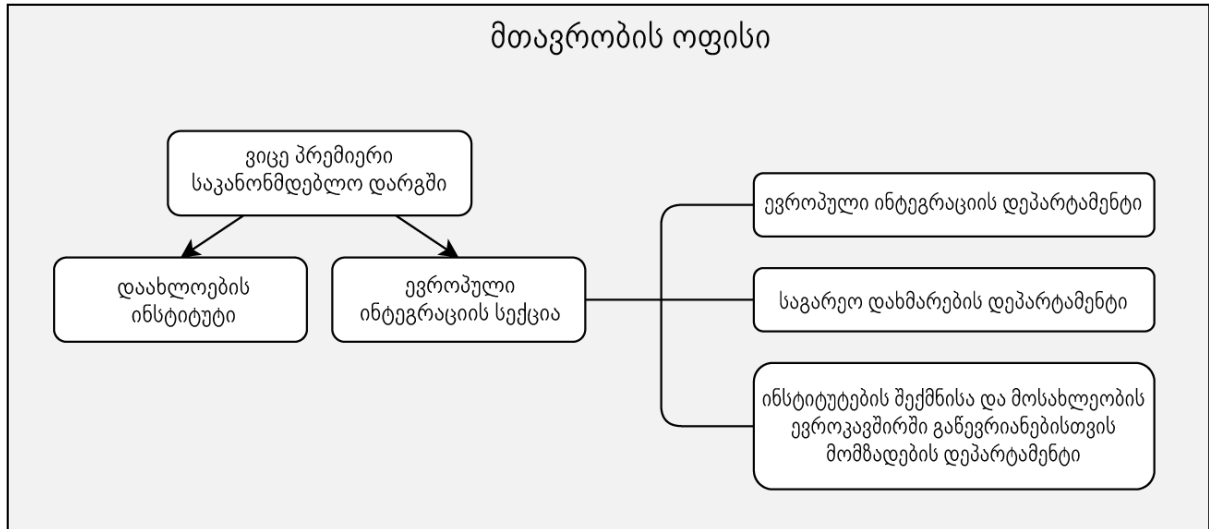 მთავრობის ოფისი
ვიცე პრემიერი
საკანონმდებლო დარგში
დაახლოების
ინსტიტუტი
ევროპული
ინტეგრაციის სექცია
ევროპული ინტეგრაციის დეპარტამენტი
საგარეო დახმარების დეპარტამენტი
ინსტიტუტების შექმნისა და მოსახლეობის
ევროკავშირში გაწევრიანებისთვის
მომზადების დეპარტამენტი